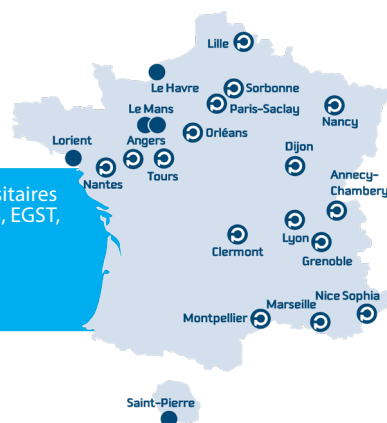 Lille
Le Havre
Sorbonne
Le Mans
Paris-Saclay
Nancy
Lorient
Angers
Orléans
Dijon
Nantes
Tours
Annecy-
Chambery
sitaires
, EGST,
Clermont
Lyon
Grenoble
Montpellier
Marseille
Nice Sophia
Saint-Pierre